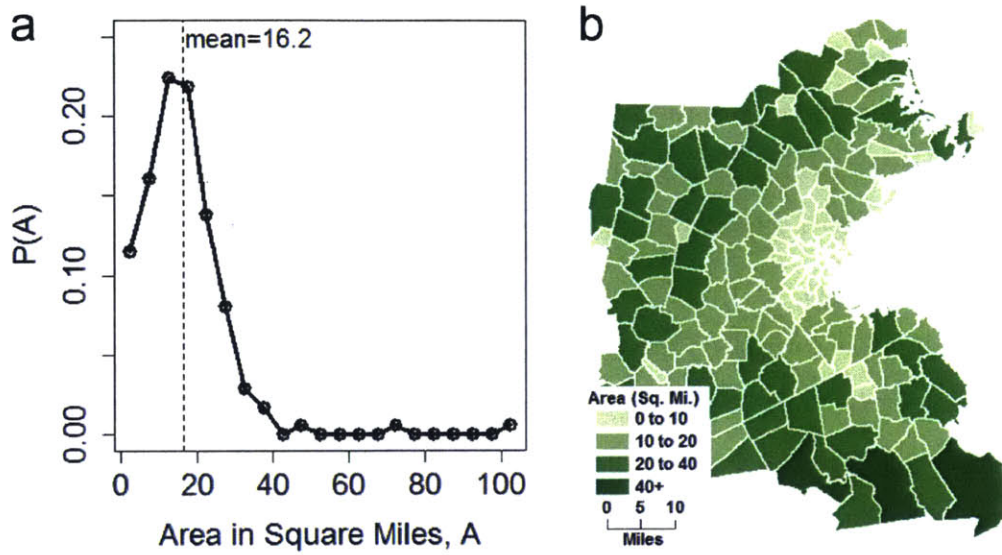 a
mean=16.2
P(A)
0.20
0.10
0.00
0
20
40
60
80
100
Area in Square Miles, A
b
Area (Sq. Mi.)
0 to 10
10 to 20
20 to 40
40+
0 5 10
Miles